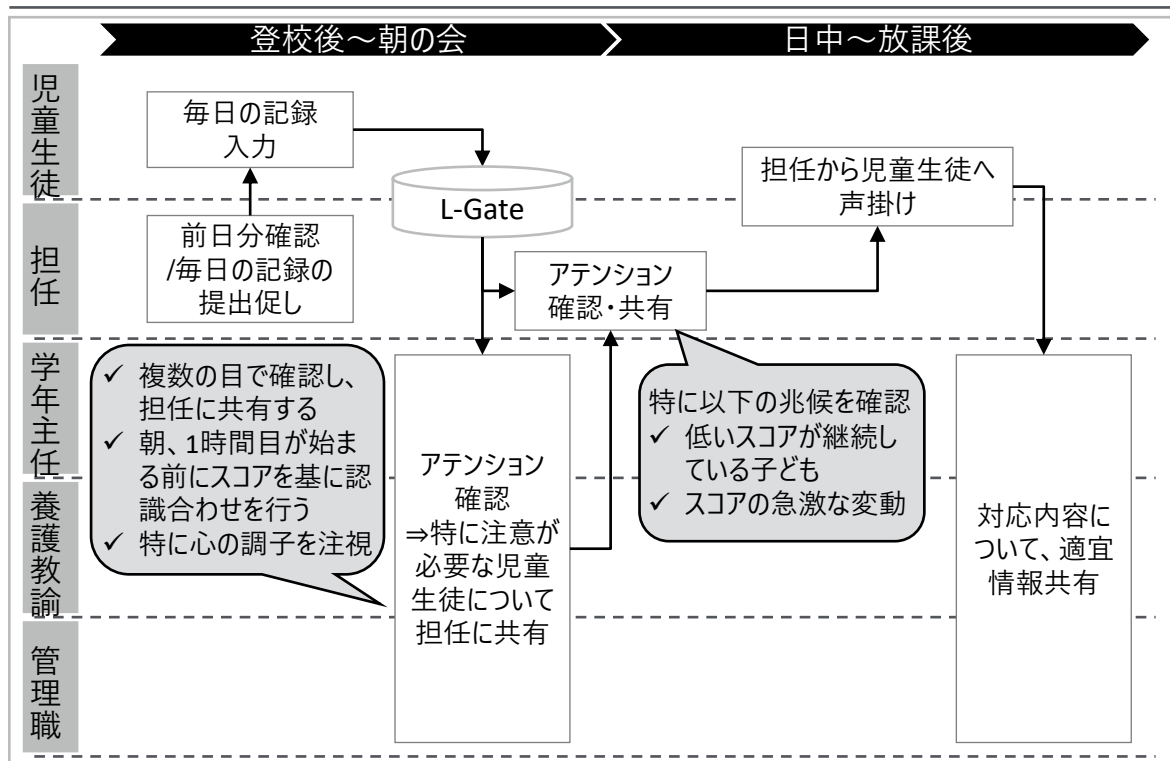 登校後～朝の会
日中～放課後
児童生徒
毎日の記録
入力
担任から児童生徒へ
声掛け
L-Gate
担任
前日分確認
/毎日の記録の
提出促し
アテンション
確認・共有
学年主任
養護教諭
管理職
✓ 複数の目で確認し、
担任に共有する
✓ 朝、1時間目が始ま
る前にスコアを基に認
識合わせを行う
✓ 特に心の調子を注視
アテンション
確認
⇒特に注意が
必要な児童
生徒について
担任に共有
特に以下の兆候を確認
✓ 低いスコアが継続し
ている子ども
✓ スコアの急激な変動
対応内容に
ついて、適宜
情報共有